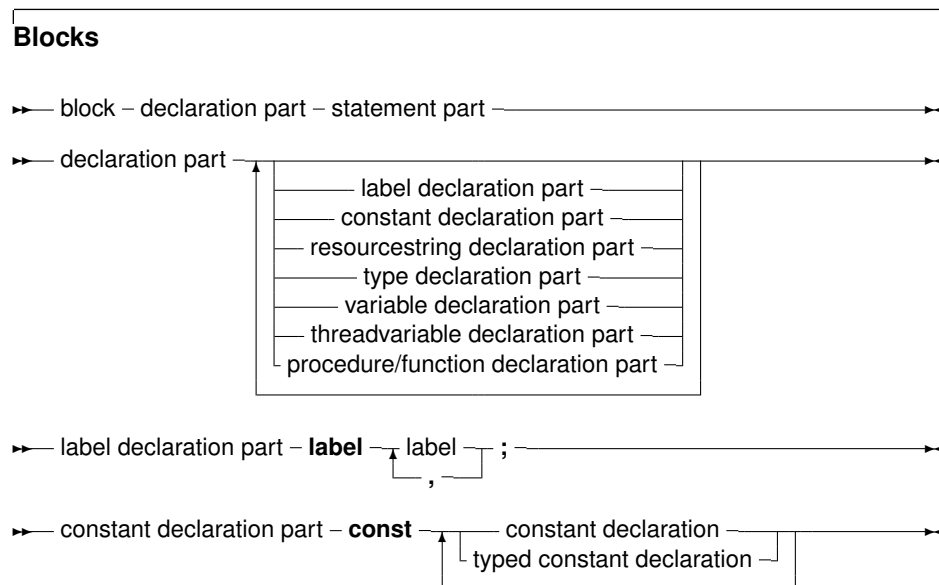 Blocks
block declaration part statement part
declaration part
label declaration part
constant declaration part
resourcestring declaration part
type declaration part
variable declaration part
threadvariable declaration part
procedure/function declaration part
label declaration part label label ;
,
constant declaration part const constant declaration
typed constant declaration